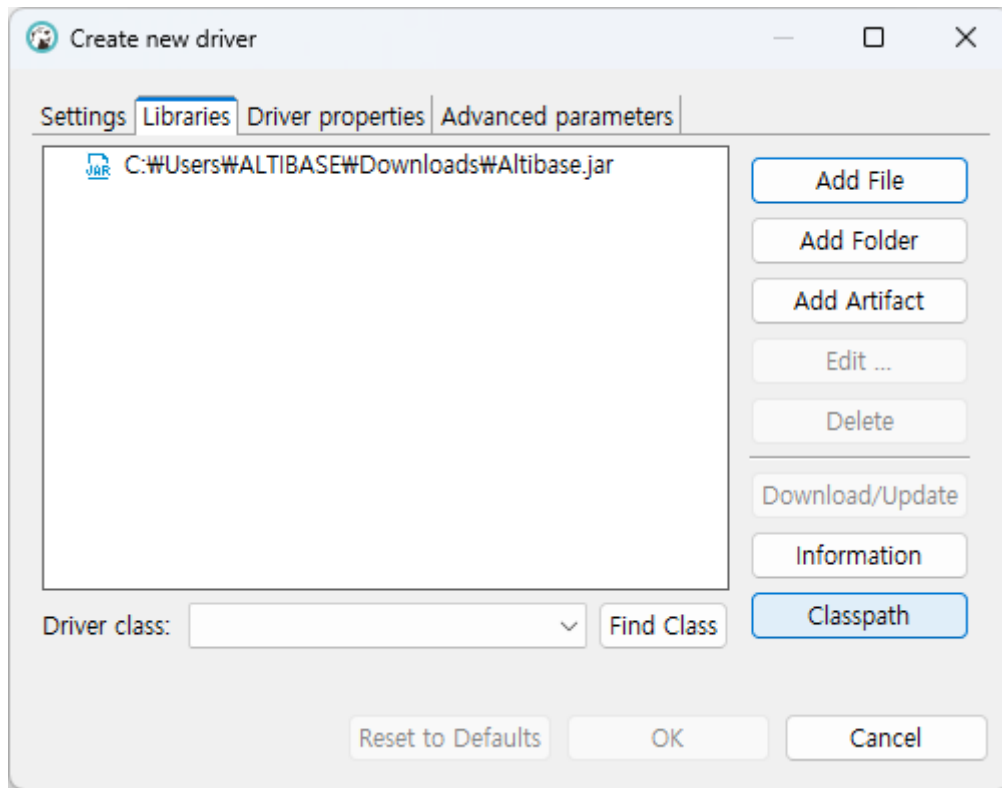 Create new driver
Settings Libraries Driver properties Advanced parameters
JAR C:₩Users₩ALTIBASE₩Downloads₩Altibase.jar
Add File
Add Folder
Add Artifact
Edit ...
Delete
Download/Update
Information
Classpath
Driver class: Find Class
Reset to Defaults OK Cancel